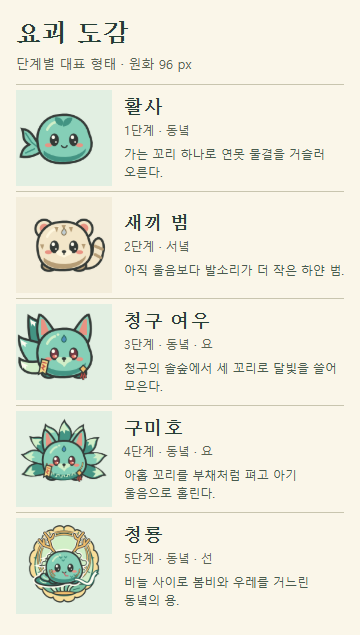 요괴 도감
단계별 대표 형태 · 원화 96 px
활사
1단계 · 동녘
가는 꼬리 하나로 연못 물결을 거슬러
오른다.
새끼 범
2단계 · 서녘
아직 울음보다 발소리가 더 작은 하얀 범.
청구 여우
3단계 · 동녘 · 요
청구의 솔숲에서 세 꼬리로 달빛을 쓸어
모은다.
구미호
4단계 · 동녘 · 요
아홉 꼬리를 부채처럼 펴고 아기
울음으로 홀린다.
청룡
5단계 · 동녘 · 선
비늘 사이로 봄비와 우레를 거느린
동녘의 용.